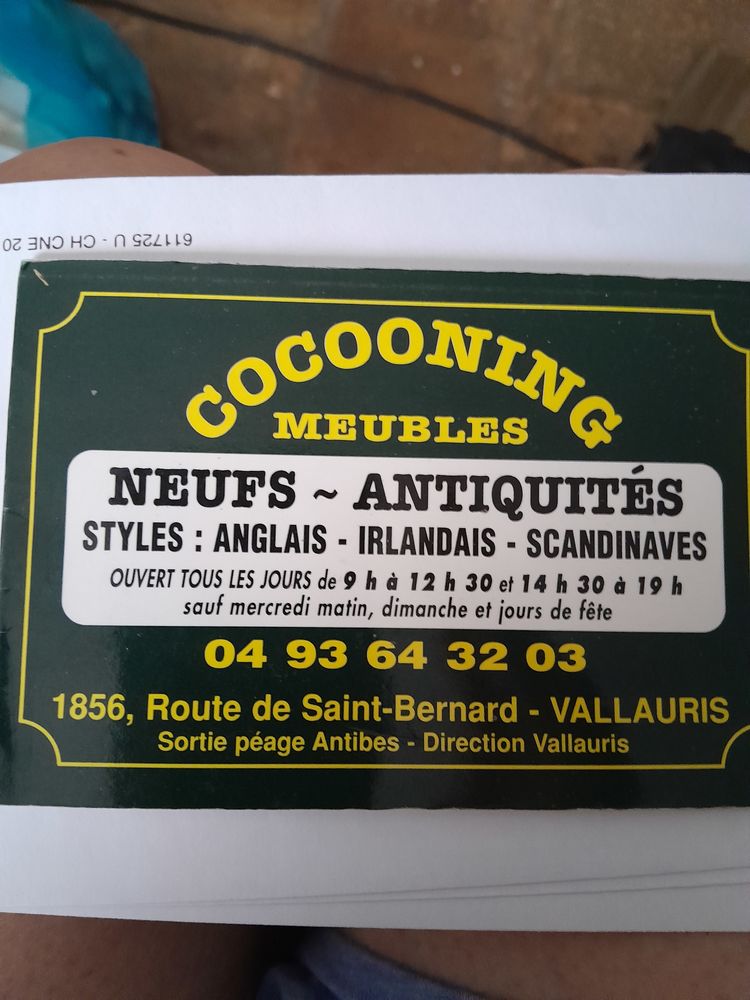 611725 U - CH CNE 20
COCOONING
MEUBLES
NEUFS ~ ANTIQUITÉS
STYLES : ANGLAIS - IRLANDAIS - SCANDINAVES
OUVERT TOUS LES JOURS de 9 h à 12 h 30 et 14 h 30 à 19 h
sauf mercredi matin, dimanche et jours de fête
04 93 64 32 03
1856, Route de Saint-Bernard - VALLAURIS
Sortie péage Antibes - Direction Vallauris